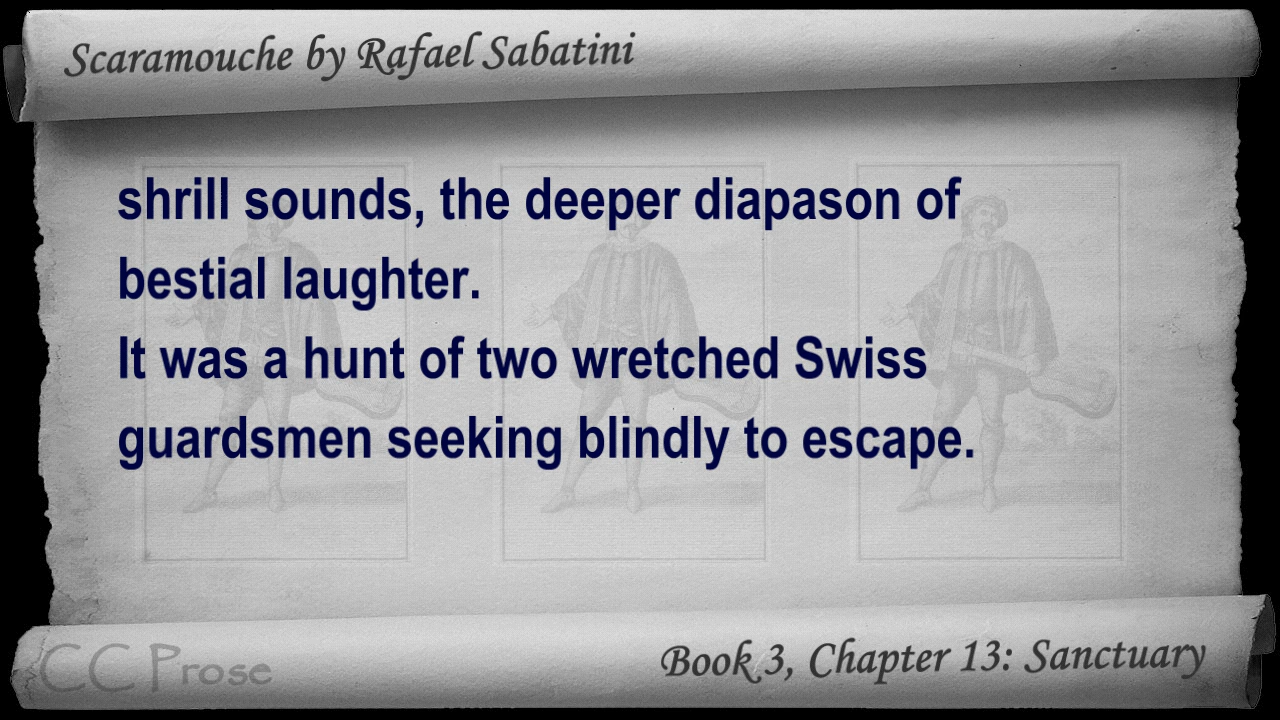 Scaramouche by Rafael Sabatini
shrill sounds, the deeper diapason of
bestial laughter.
It was a hunt of two wretched Swiss
guardsmen seeking blindly to escape.
CC Prose
Book 3, Chapter 13: Sanctuary